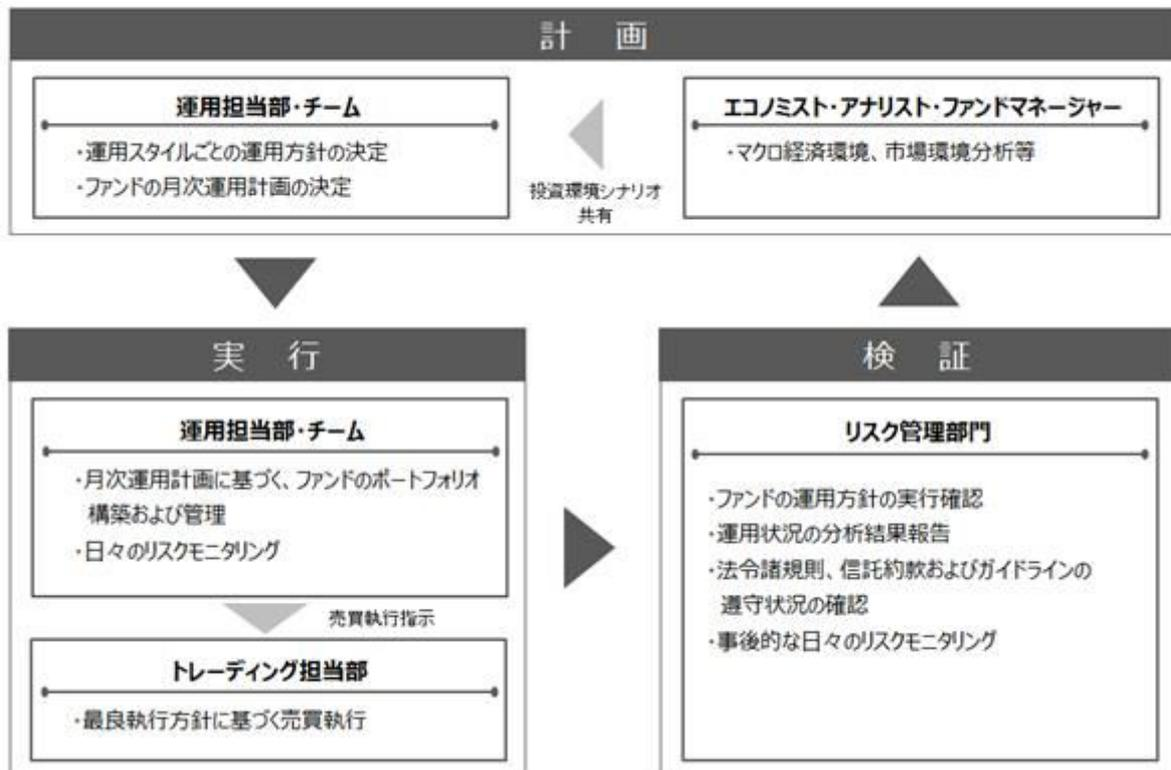 計 画
運用担当部・チーム
・運用スタイルごとの運用方針の決定
・ファンドの月次運用計画の決定
投資環境シナリオ
共有
エコノミスト・アナリスト・ファンドマネージャー
・マクロ経済環境、市場環境分析等
実 行
運用担当部・チーム
・月次運用計画に基づく、ファンドのポートフォリオ
構築および管理
・日々のリスクモニタリング
売買執行指示
トレーディング担当部
・最良執行方針に基づく売買執行
検 証
リスク管理部門
・ファンドの運用方針の実行確認
・運用状況の分析結果報告
・法令諸規則、信託約款およびガイドラインの
遵守状況の確認
・事後的な日々のリスクモニタリング